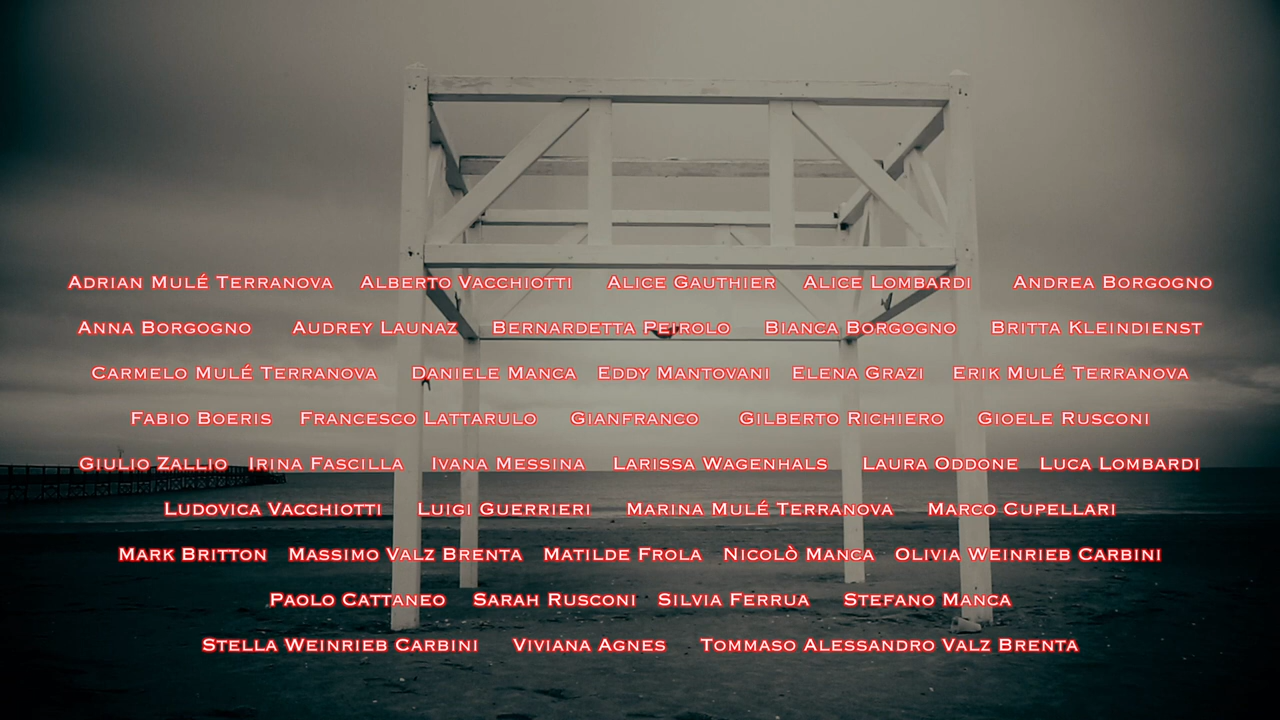 Adrian Mulé Terranova Alberto Vacchiotti Alice Gauthier Alice Lombardi Andrea Borgogno
Anna Borgogno Audrey Launaz Bernardetta Peirolo Bianca Borgogno Britta Kleindienst
Carmelo Mulé Terranova Daniele Manca Eddy Mantovani Elena Grazi Erik Mulé Terranova
Fabio Boeris Francesco Lattarulo Gianfranco Gilberto Richiero Gioele Rusconi
Giulio Zallio Irina Fascilla Ivana Messina Larissa Wagenhals Laura Oddone Luca Lombardi
Ludovica Vacchiotti Luigi Guerrieri Marina Mulé Terranova Marco Cupellari
Mark Britton Massimo Valz Brenta Matilde Frola Nicolò Manca Olivia Weinrieb Carbini
Paolo Cattaneo Sarah Rusconi Silvia Ferrua Stefano Manca
Stella Weinrieb Carbini Viviana Agnes Tommaso Alessandro Valz Brenta